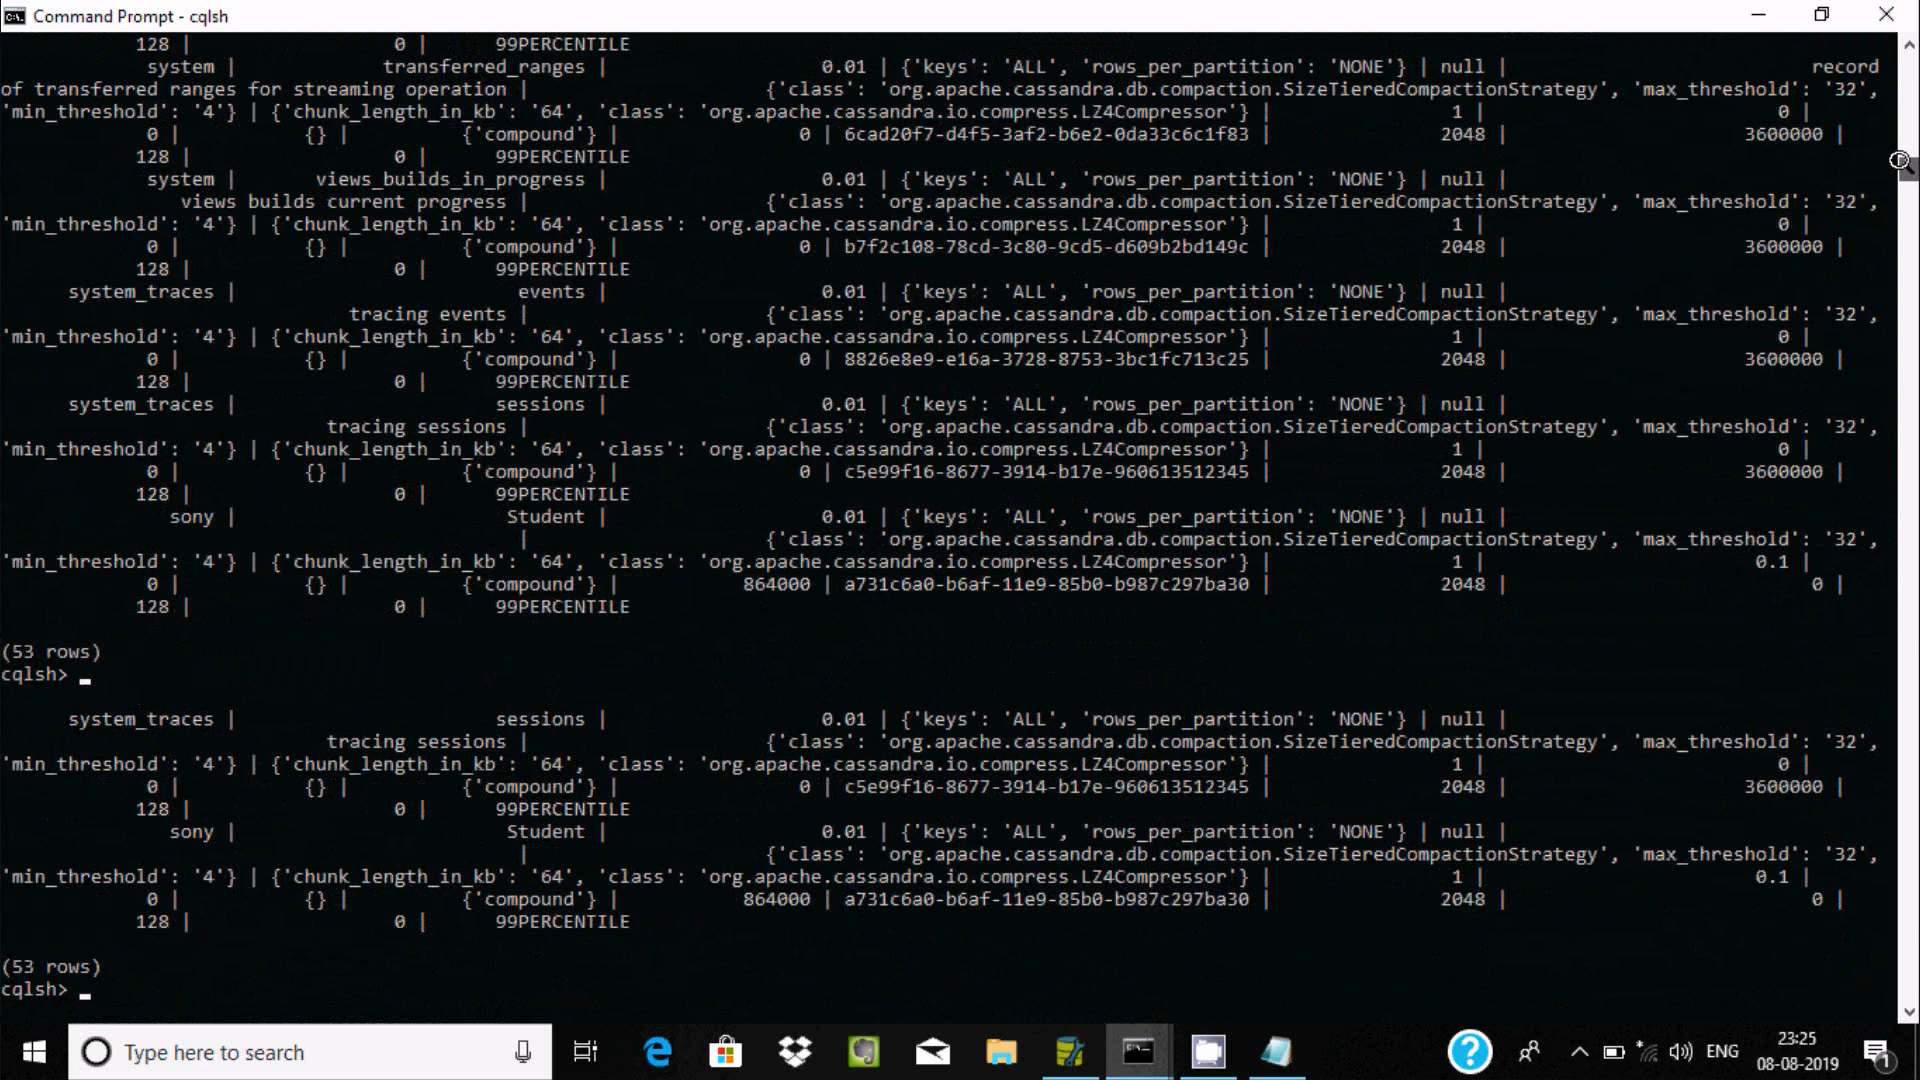 Command Prompt - cqlsh
128 | 0 | 99PERCENTILE
system | transferred_ranges | 0.01 | {'keys': 'ALL', 'rows_per_partition': 'NONE'} | null | record
of transferred ranges for streaming operation | {'class': 'org.apache.cassandra.db.compaction.SizeTieredCompactionStrategy', 'max_threshold': '32',
'min_threshold': '4'} | {'chunk_length_in_kb': '64', 'class': 'org.apache.cassandra.io.compress.LZ4Compressor'} | 1 | 0 |
0 | {} | {'compound'} | 0 | 6cad20f7-d4f5-3af2-b6e2-0da33c6c1f83 | 2048 | 3600000 |
128 | 0 | 99PERCENTILE
system | views_builds_in_progress | 0.01 | {'keys': 'ALL', 'rows_per_partition': 'NONE'} | null |
views builds current progress | {'class': 'org.apache.cassandra.db.compaction.SizeTieredCompactionStrategy', 'max_threshold': '32',
'min_threshold': '4'} | {'chunk_length_in_kb': '64', 'class': 'org.apache.cassandra.io.compress.LZ4Compressor'} | 1 | 0 |
0 | {} | {'compound'} | 0 | b7f2c108-78cd-3c80-9cd5-d609b2bd149c | 2048 | 3600000 |
128 | 0 | 99PERCENTILE
system_traces | events | 0.01 | {'keys': 'ALL', 'rows_per_partition': 'NONE'} | null |
tracing events | {'class': 'org.apache.cassandra.db.compaction.SizeTieredCompactionStrategy', 'max_threshold': '32',
'min_threshold': '4'} | {'chunk_length_in_kb': '64', 'class': 'org.apache.cassandra.io.compress.LZ4Compressor'} | 1 | 0 |
0 | {} | {'compound'} | 0 | 8826e8e9-e16a-3728-8753-3bc1fc713c25 | 2048 | 3600000 |
128 | 0 | 99PERCENTILE
system_traces | sessions | 0.01 | {'keys': 'ALL', 'rows_per_partition': 'NONE'} | null |
tracing sessions | {'class': 'org.apache.cassandra.db.compaction.SizeTieredCompactionStrategy', 'max_threshold': '32',
'min_threshold': '4'} | {'chunk_length_in_kb': '64', 'class': 'org.apache.cassandra.io.compress.LZ4Compressor'} | 1 | 0 |
0 | {} | {'compound'} | 0 | c5e99f16-8677-3914-b17e-960613512345 | 2048 | 3600000 |
128 | 0 | 99PERCENTILE
sony | Student | 0.01 | {'keys': 'ALL', 'rows_per_partition': 'NONE'} | null |
| {'class': 'org.apache.cassandra.db.compaction.SizeTieredCompactionStrategy', 'max_threshold': '32',
'min_threshold': '4'} | {'chunk_length_in_kb': '64', 'class': 'org.apache.cassandra.io.compress.LZ4Compressor'} | 1 | 0.1 |
0 | {} | {'compound'} | 864000 | a731c6a0-b6af-11e9-85b0-b987c297ba30 | 2048 | 0 |
128 | 0 | 99PERCENTILE
(53 rows)
cqlsh> _
system_traces | sessions | 0.01 | {'keys': 'ALL', 'rows_per_partition': 'NONE'} | null |
tracing sessions | {'class': 'org.apache.cassandra.db.compaction.SizeTieredCompactionStrategy', 'max_threshold': '32',
'min_threshold': '4'} | {'chunk_length_in_kb': '64', 'class': 'org.apache.cassandra.io.compress.LZ4Compressor'} | 1 | 0 |
0 | {} | {'compound'} | 0 | c5e99f16-8677-3914-b17e-960613512345 | 2048 | 3600000 |
128 | 0 | 99PERCENTILE
sony | Student | 0.01 | {'keys': 'ALL', 'rows_per_partition': 'NONE'} | null |
| {'class': 'org.apache.cassandra.db.compaction.SizeTieredCompactionStrategy', 'max_threshold': '32',
'min_threshold': '4'} | {'chunk_length_in_kb': '64', 'class': 'org.apache.cassandra.io.compress.LZ4Compressor'} | 1 | 0.1 |
0 | {} | {'compound'} | 864000 | a731c6a0-b6af-11e9-85b0-b987c297ba30 | 2048 | 0 |
128 | 0 | 99PERCENTILE
(53 rows)
cqlsh> _
Type here to search
ENG
23:25
08-08-2019
1